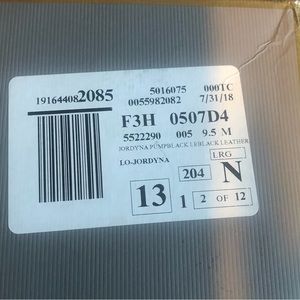 191644082085
5016075 000TC
0055982082 7/31/18
F3H 0507D4
5522290 005 9.5 M
JORDYNA PUMPBLACK LEBLACK LEATHER
LO-JORDYNA
LRG
204 N
13 1 2 OF 12